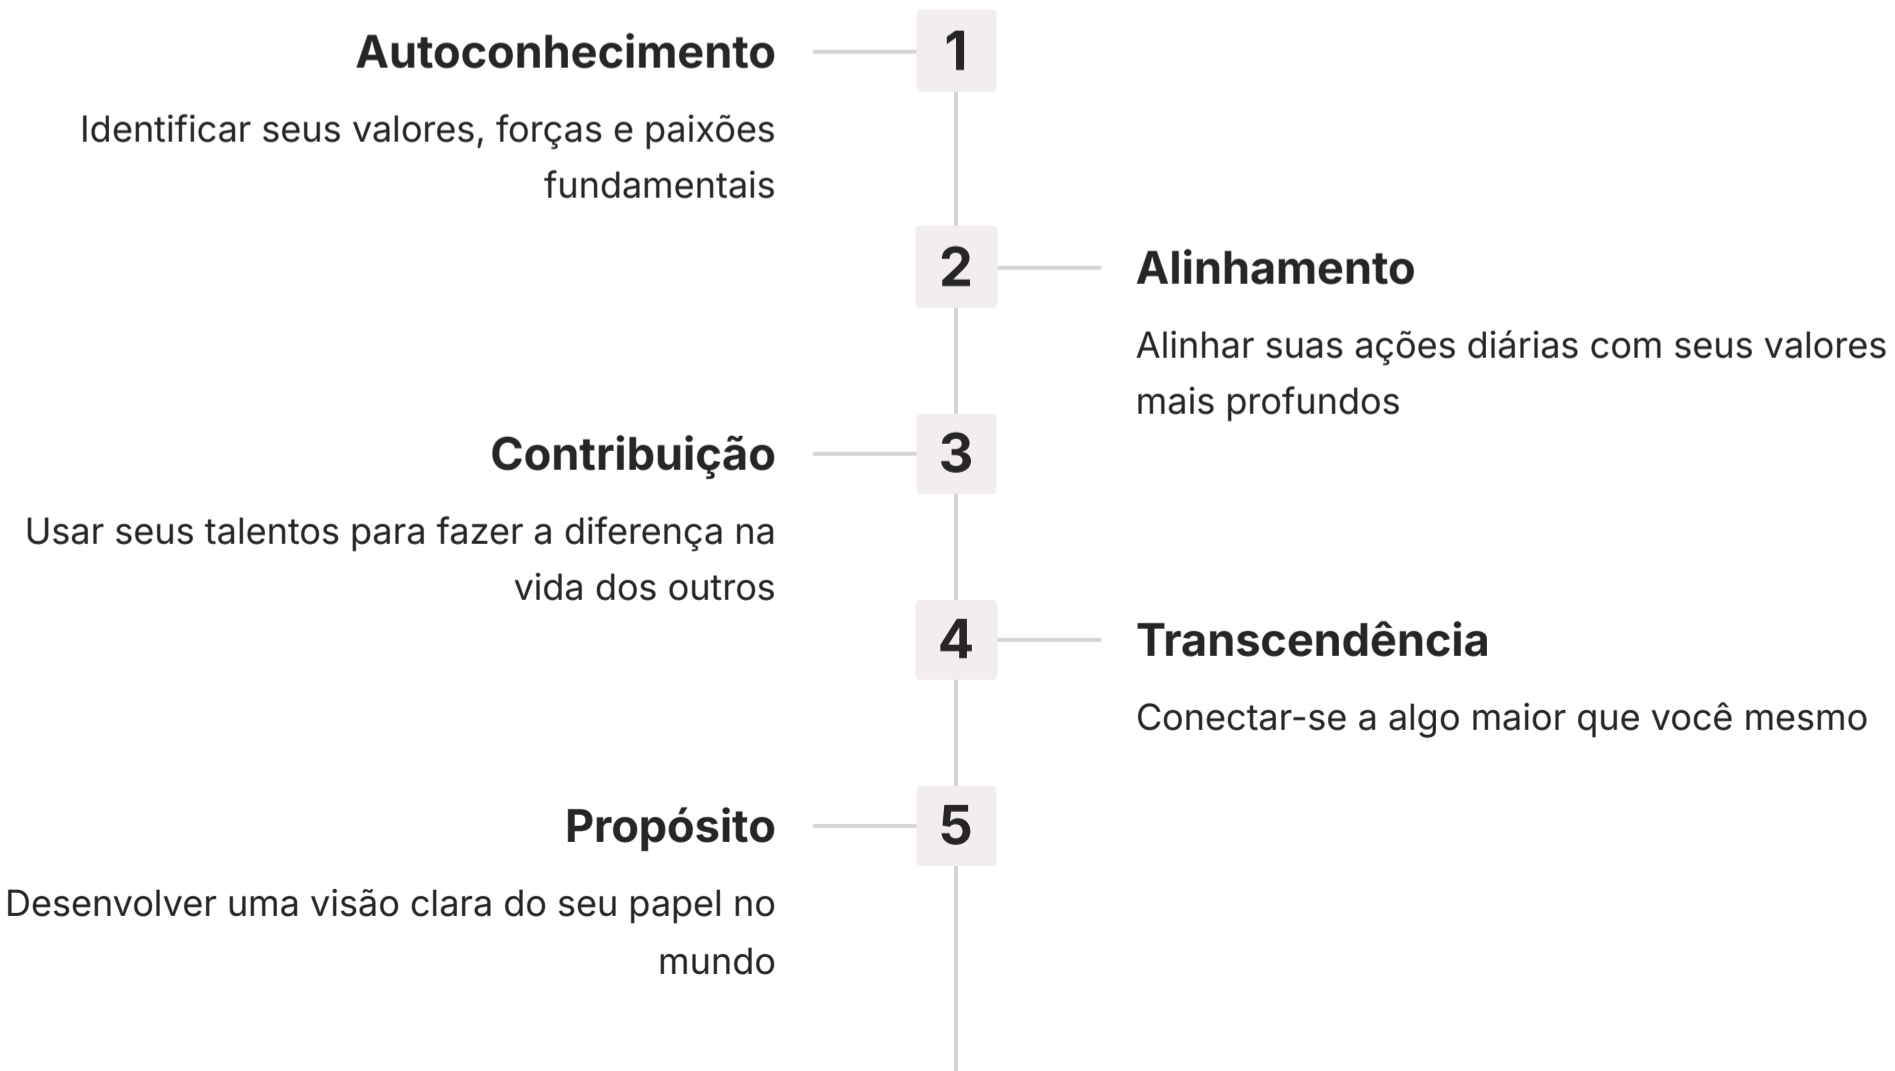 Autoconhecimento
1
Identificar seus valores, forças e paixões
fundamentais
2
Alinhamento
Alinhar suas ações diárias com seus valores
mais profundos
Contribuição
3
Usar seus talentos para fazer a diferença na
vida dos outros
4
Transcendência
Conectar-se a algo maior que você mesmo
Propósito
5
Desenvolver uma visão clara do seu papel no
mundo